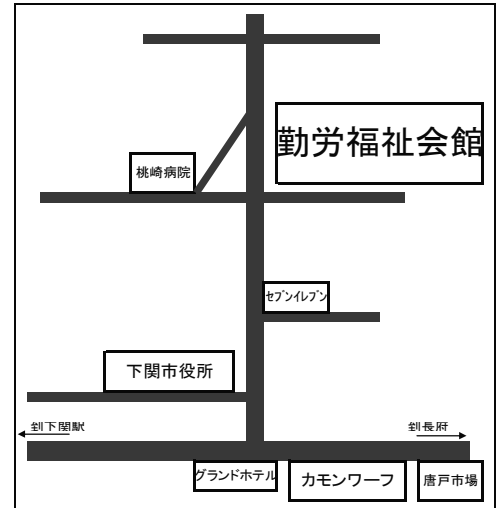 勤労福祉会館
桃崎病院
ｾﾌﾞﾝｲﾚﾌﾞﾝ
下関市役所
到下関駅
到長府
グランドホテル
カモンワーフ
唐戸市場